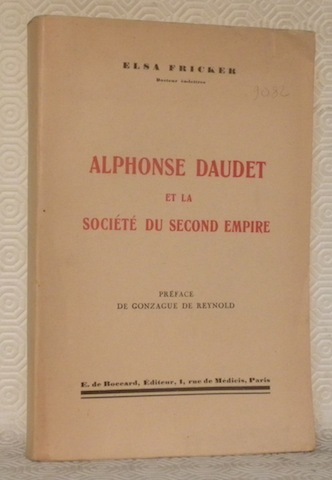 ELSA FRICKER
Docteur ès lettres
ALPHONSE DAUDET
ET LA
SOCIÉTÉ DU SECOND EMPIRE
PRÉFACE
DE GONZAGUE DE REYNOLD
E. de Boccard, Éditeur, 1, rue de Médicis, Paris